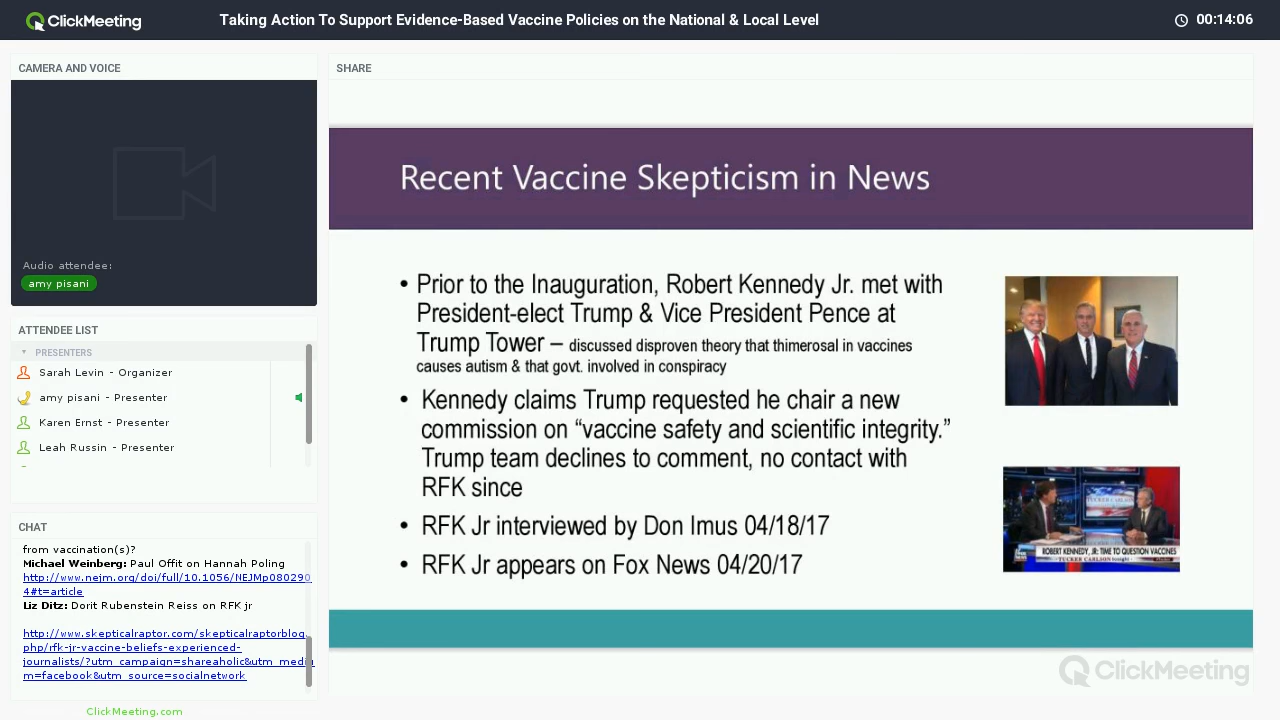 ClickMeeting
Taking Action To Support Evidence-Based Vaccine Policies on the National & Local Level
00:14:06
CAMERA AND VOICE
Audio attendee:
amy pisani
ATTENDEE LIST
PRESENTERS
Sarah Levin - Organizer
amy pisani - Presenter
Karen Ernst - Presenter
Leah Russin - Presenter
CHAT
from vaccination(s)?
Michael Weinberg: Paul Offit on Hannah Poling
http://www.nejm.org/doi/full/10.1056/NEJMp080290
4#t=article
Liz Ditz: Dorit Rubenstein Reiss on RFK jr
http://www.skepticalraptor.com/skepticalraptorblog.
php/rfk-jr-vaccine-beliefs-experienced-
journalists/?utm_campaign=shareaholic&utm_mediu
m=facebook&utm_source=socialnetwork
ClickMeeting.com
SHARE
Recent Vaccine Skepticism in News
• Prior to the Inauguration, Robert Kennedy Jr. met with
President-elect Trump & Vice President Pence at
Trump Tower – discussed disproven theory that thimerosal in vaccines
causes autism & that govt. involved in conspiracy
• Kennedy claims Trump requested he chair a new
commission on “vaccine safety and scientific integrity.”
Trump team declines to comment, no contact with
RFK since
• RFK Jr interviewed by Don Imus 04/18/17
• RFK Jr appears on Fox News 04/20/17
TUCKER CARLSON
ROBERT KENNEDY, JR: TIME TO QUESTION VACCINES
TUCKER CARLSON
ClickMeeting